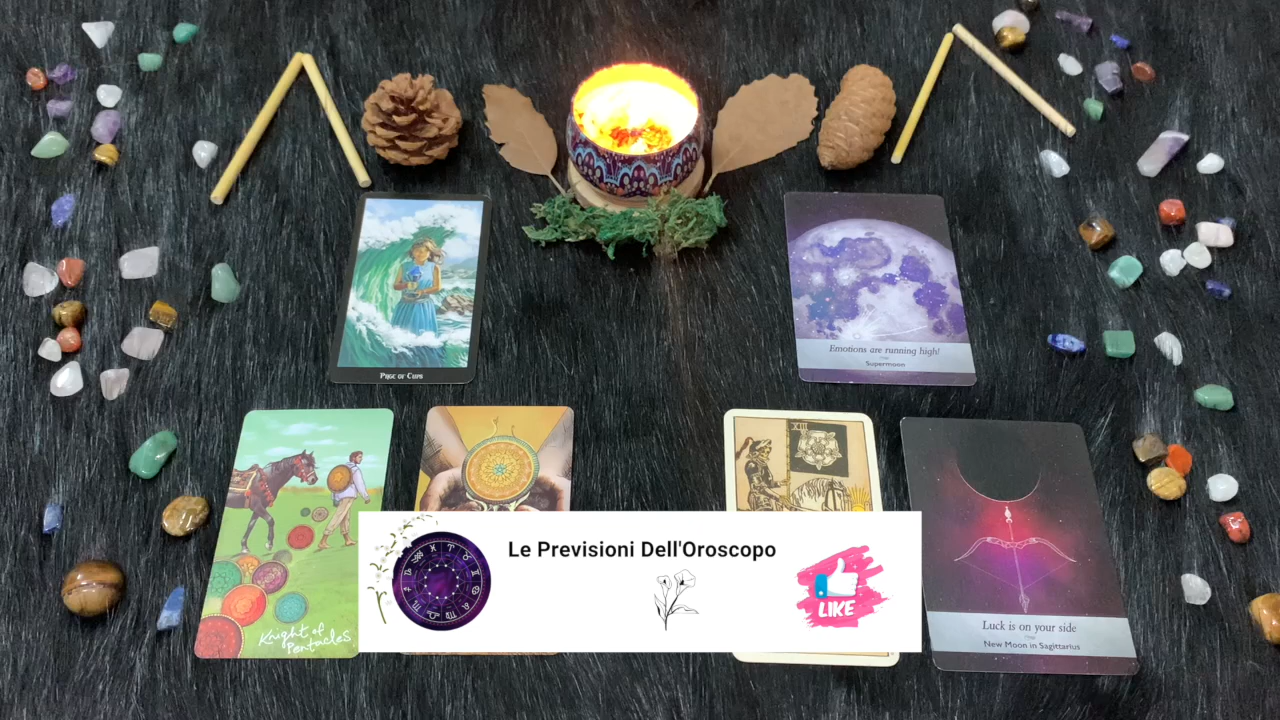 Page of Cups
Emotions are running high!
Supermoon
XIII
Knight of
Pentacles
Le Previsioni Dell'Oroscopo
LIKE
Luck is on your side
New Moon in Sagittarius